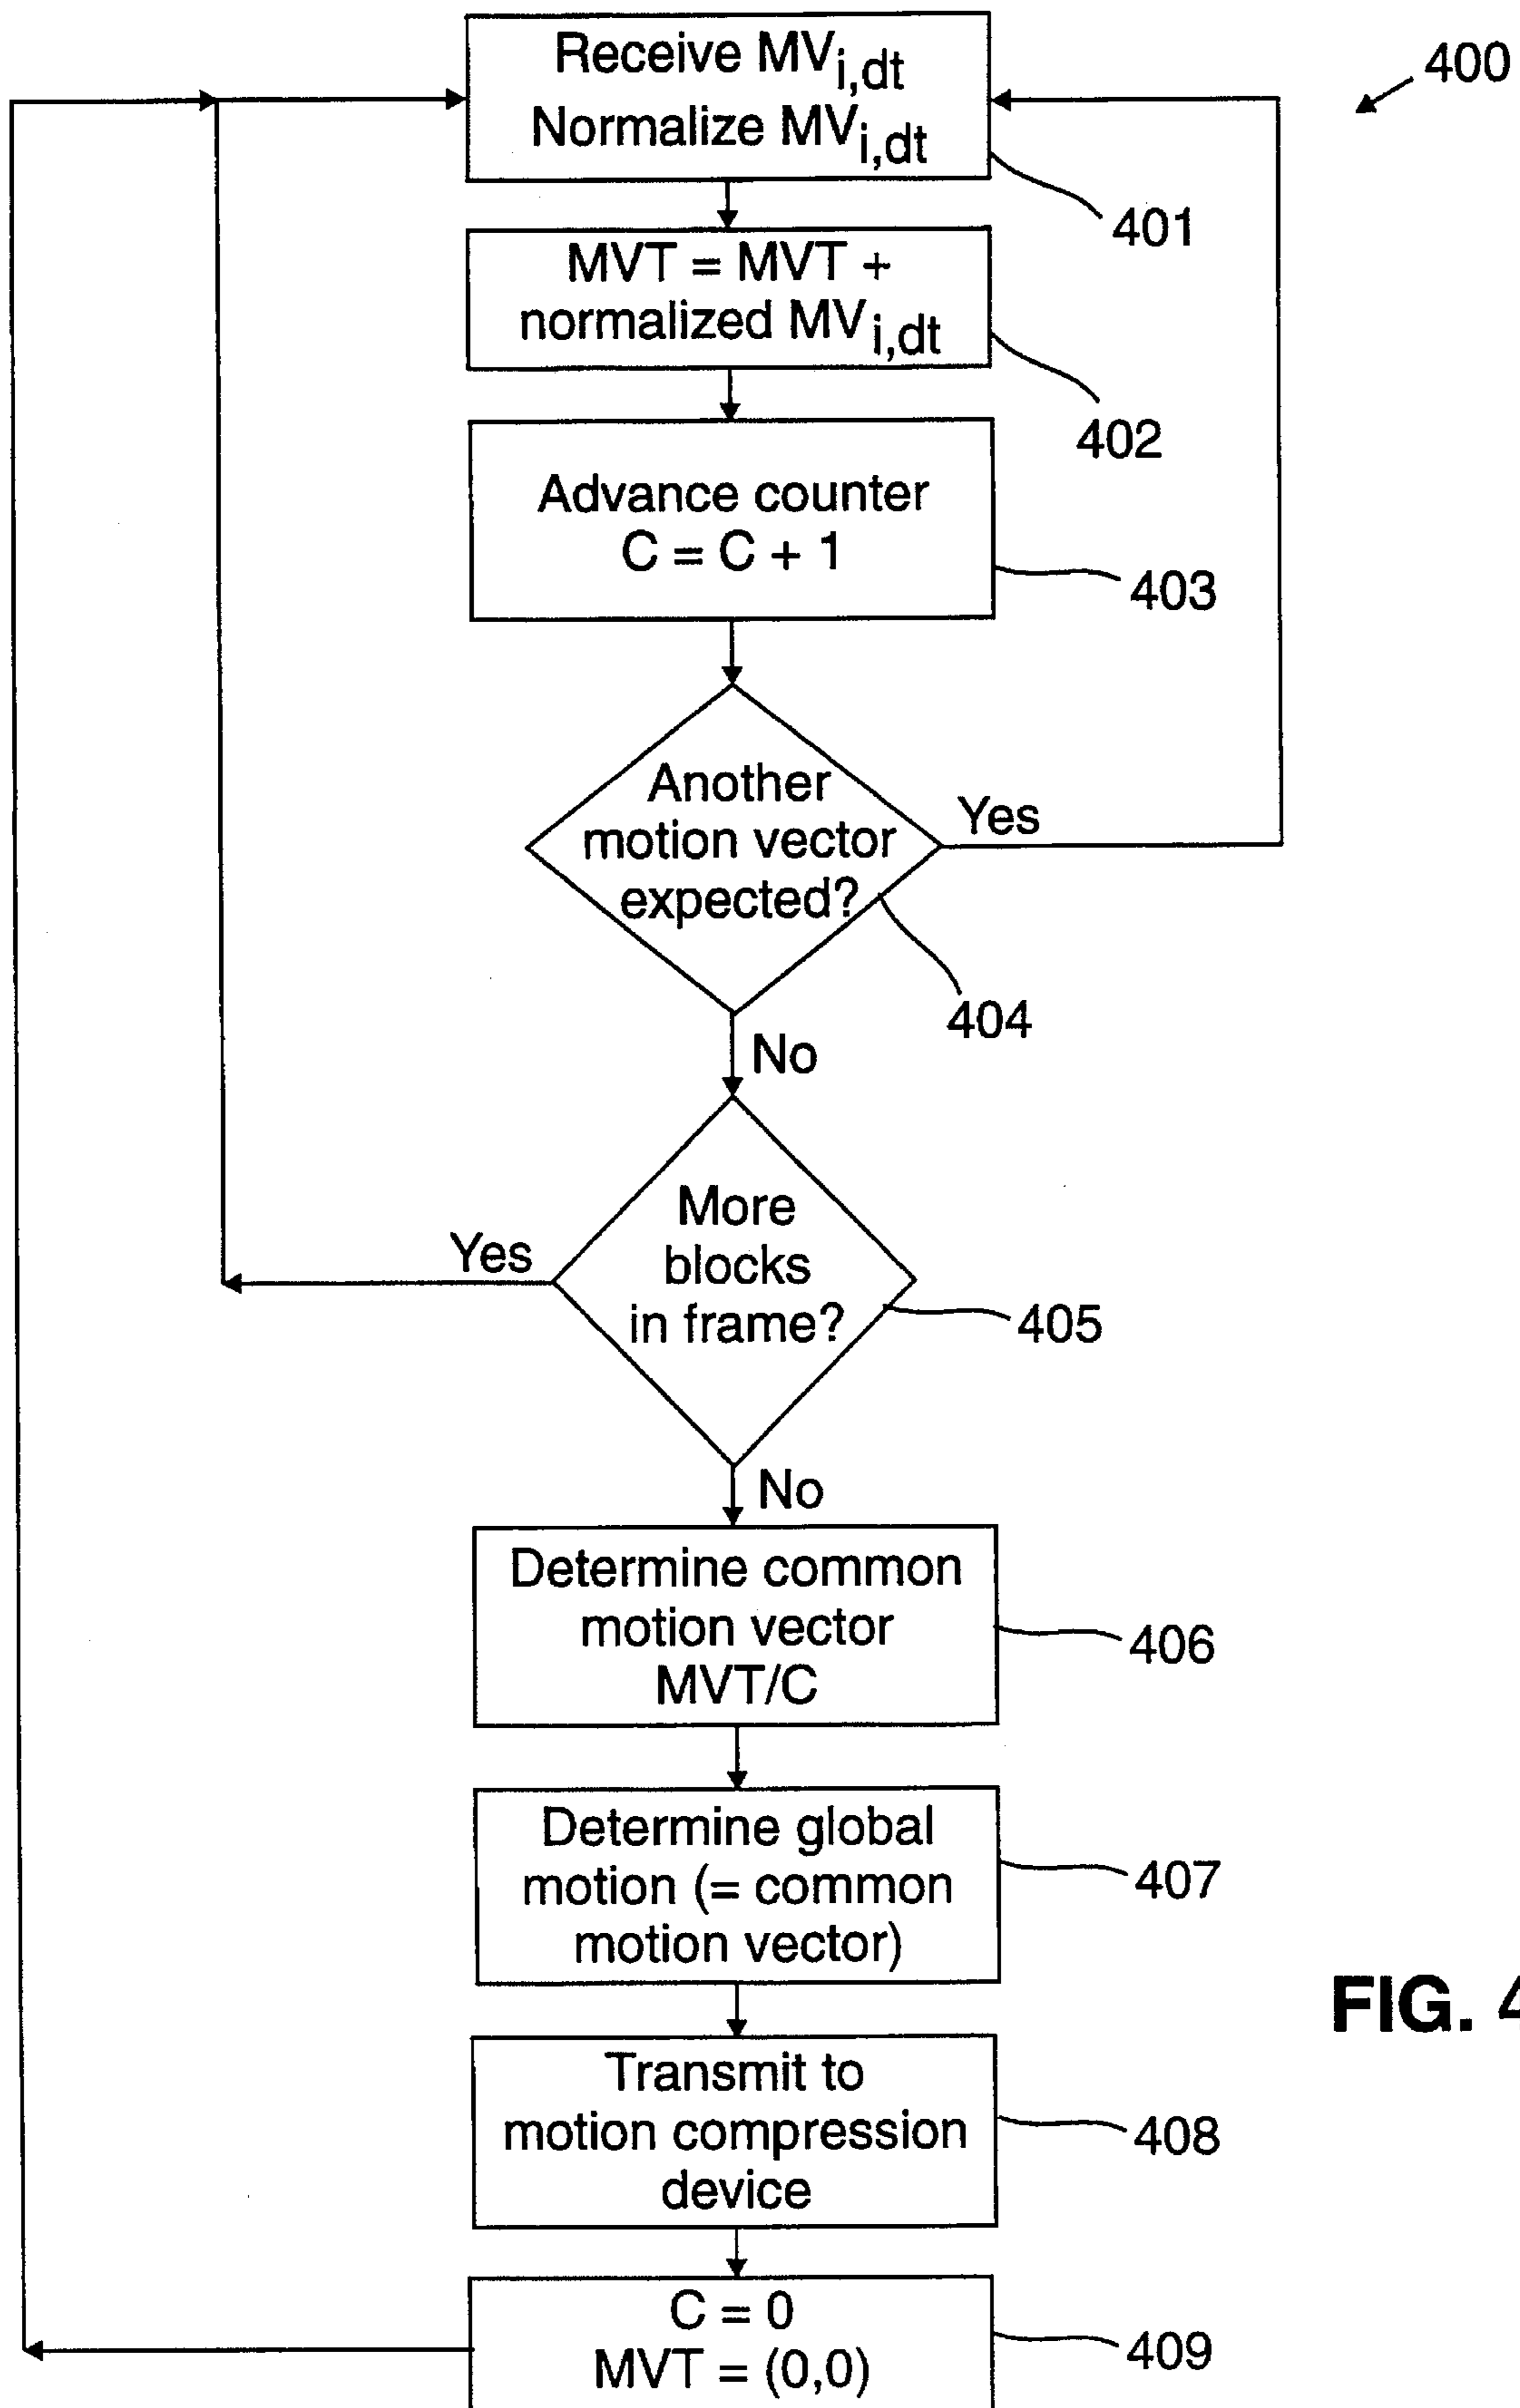 400
Receive MVi,dt
Normalize MVi,dt
401
MVT = MVT +
normalized MVi,dt
402
Advance counter
C = C + 1
403
Another
motion vector
expected?
Yes
404
No
More
blocks
in frame?
Yes
405
No
Determine common
motion vector
MVT/C
406
Determine global
motion (= common
motion vector)
407
FIG. 4
Transmit to
motion compression
device
408
C = 0
MVT = (0,0)
409